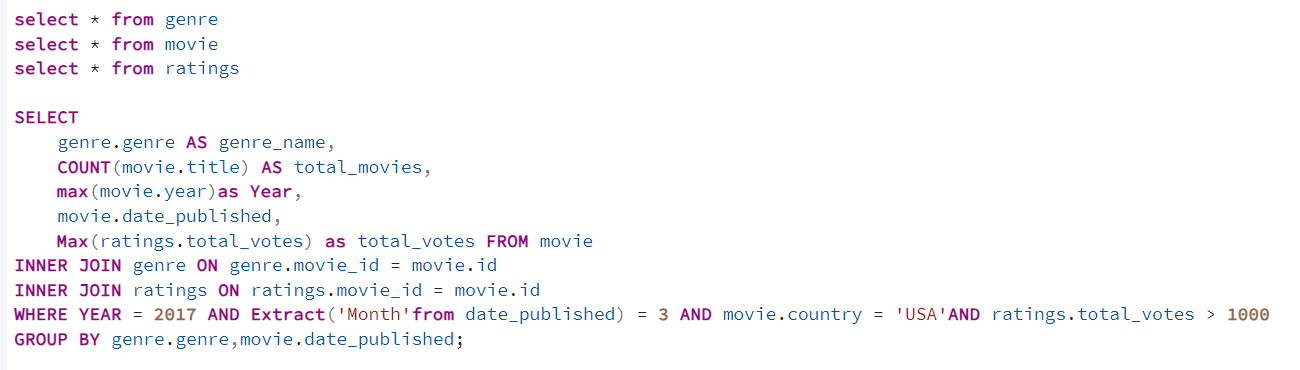 select * from genre
select * from movie
select * from ratings
SELECT
genre.genre AS genre_name,
COUNT(movie.title) AS total_movies,
max(movie.year)as Year,
movie.date_published,
Max(ratings.total_votes) as total_votes FROM movie
INNER JOIN genre ON genre.movie_id = movie.id
INNER JOIN ratings ON ratings.movie_id = movie.id
WHERE YEAR = 2017 AND Extract('Month'from date_published) = 3 AND movie.country = 'USA'AND ratings.total_votes > 1000
GROUP BY genre.genre,movie.date_published;